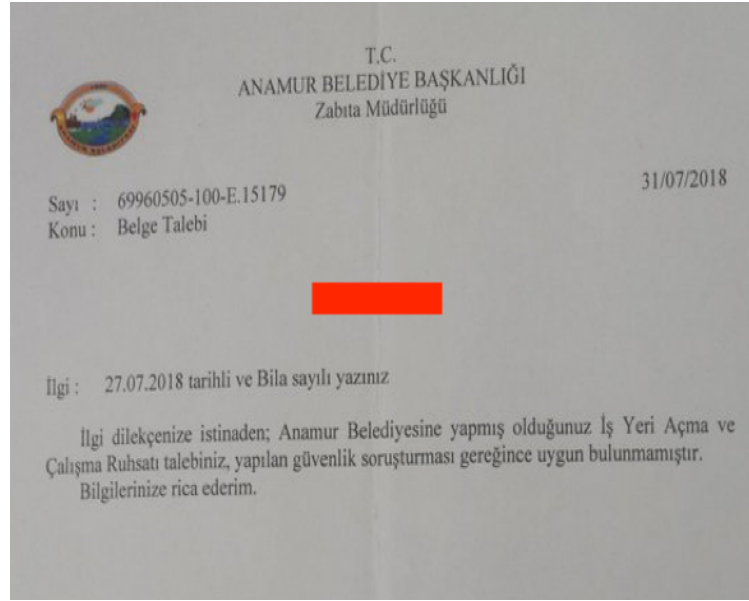 T.C.
ANAMUR BELEDİYE BAŞKANLIĞI
Zabıta Müdürlüğü
31/07/2018
Sayı : 69960505-100-E.15179
Konu : Belge Talebi
İlgi : 27.07.2018 tarihli ve Bila sayılı yazınız
İlgi dilekçenize istinaden; Anamur Belediyesine yapmış olduğunuz İş Yeri Açma ve
Çalışma Ruhsatı talebiniz, yapılan güvenlik soruşturması gereğince uygun bulunmamıştır.
Bilgilerinize rica ederim.